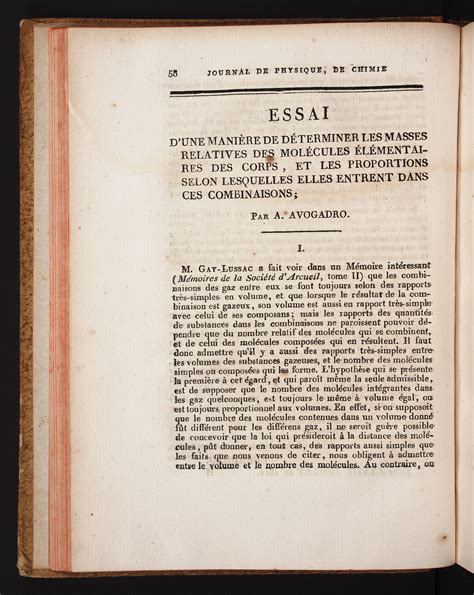 58 JOURNAL DE PHYSIQUE, DE CHIMIE
ESSAI
D'UNE MANIÈRE DE DÉTERMINER LES MASSES
RELATIVES DES MOLÉCULES ÉLÉMENTAI-
RES DES CORPS, ET LES PROPORTIONS
SELON LESQUELLES ELLES ENTRENT DANS
CES COMBINAISONS;
PAR A. AVOGADRO.
I.
M. GAY-LUSSAC a fait voir dans un Mémoire intéressant
(Mémoires de la Société d'Arcueil, tome II) que les combi-
naisons des gaz entre eux se font toujours selon des rapports
très-simples en volume, et que lorsque le résultat de la com-
binaison est gazeux, son volume est aussi en rapport très-simple
avec celui de ses composans; mais les rapports des quantités
de substances dans les combinaisons ne paroissent pouvoir dé-
pendre que du nombre relatif des molécules qui se combinent,
et de celui des molécules composées qui en résultent. Il faut
donc admettre qu'il y a aussi des rapports très-simples entre
les volumes des substances gazeuses, et le nombre des molécules
simples ou composées qui les forme. L'hypothèse qui se présente
la première à cet égard, et qui paroît même la seule admissible,
est de supposer que le nombre des molécules intégrantes dans
les gaz quelconques, est toujours le même à volume égal, ou
est toujours proportionnel aux volumes. En effet, si on supposoit
que le nombre des molécules contenues dans un volume donné
fût différent pour les différens gaz, il ne seroit guère possible
de concevoir que la loi qui présideroit à la distance des molé-
cules, pût donner, en tout cas, des rapports aussi simples que
les faits que nous venons de citer, nous obligent à admettre
entre le volume et le nombre des molécules. Au contraire, on